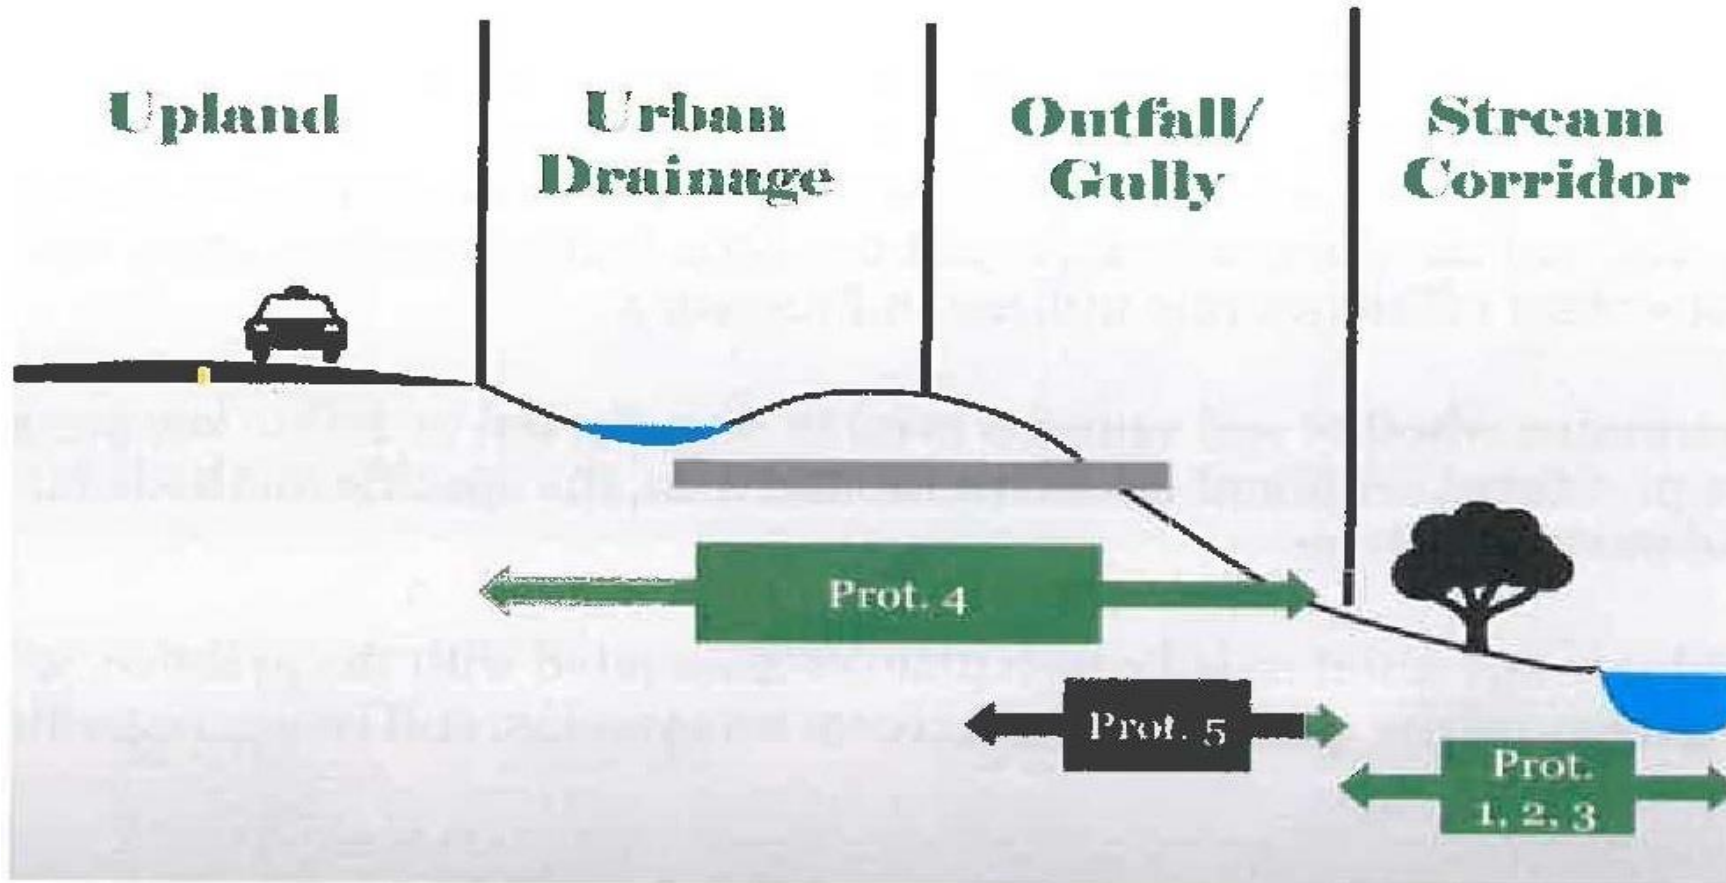 Upland
Urban
Drainage
Outfall/
Gully
Stream
Corridor
Prot. 4
Prot. 5
Prot.
1, 2, 3